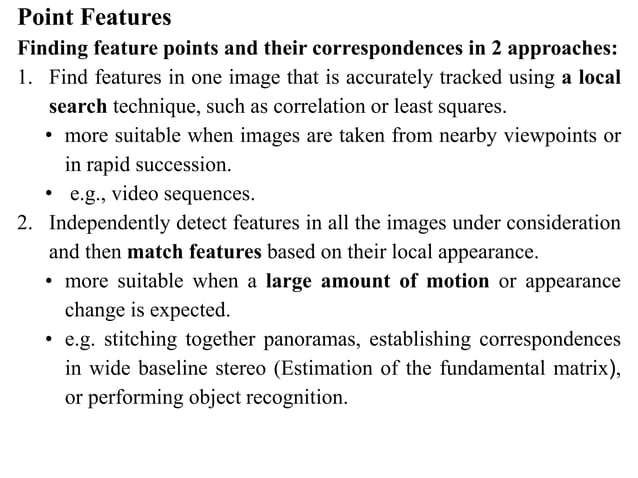 Point Features
Finding feature points and their correspondences in 2 approaches:
1. Find features in one image that is accurately tracked using a local
search technique, such as correlation or least squares.
• more suitable when images are taken from nearby viewpoints or
in rapid succession.
• e.g., video sequences.
2. Independently detect features in all the images under consideration
and then match features based on their local appearance.
• more suitable when a large amount of motion or appearance
change is expected.
• e.g. stitching together panoramas, establishing correspondences
in wide baseline stereo (Estimation of the fundamental matrix),
or performing object recognition.